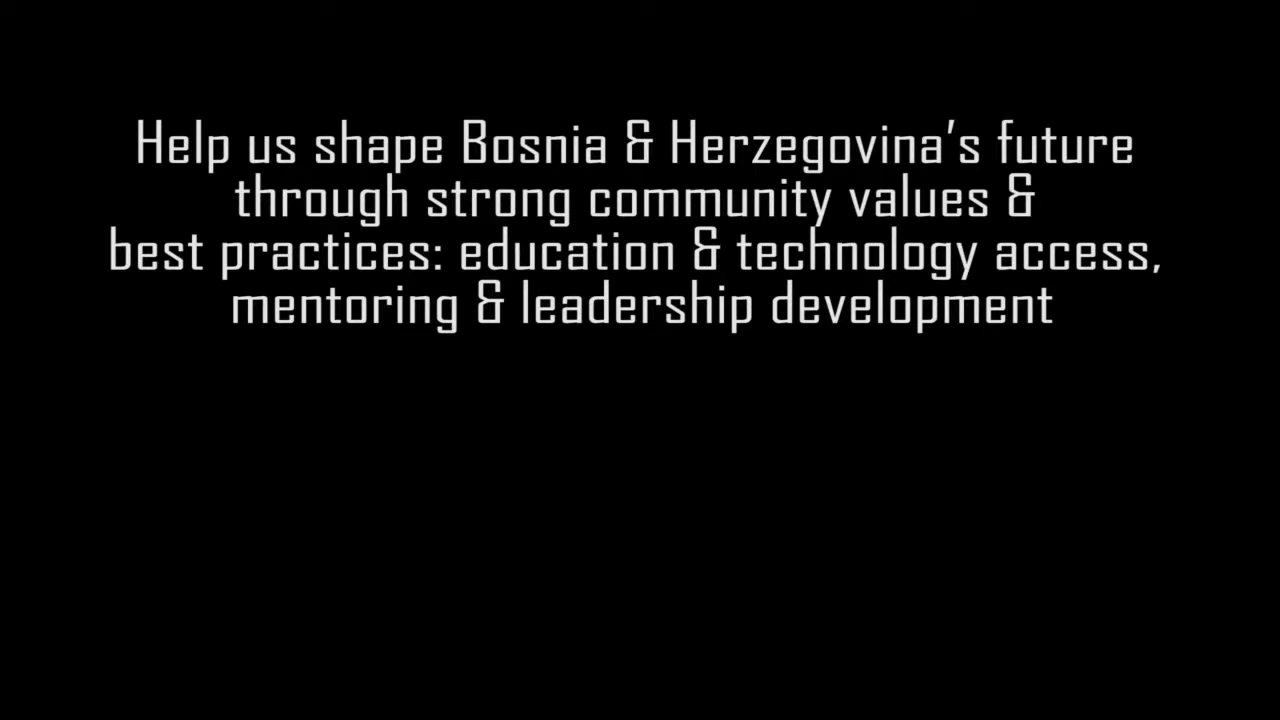 Help us shape Bosnia & Herzegovina's future
through strong community values &
best practices: education & technology access,
mentoring & leadership development